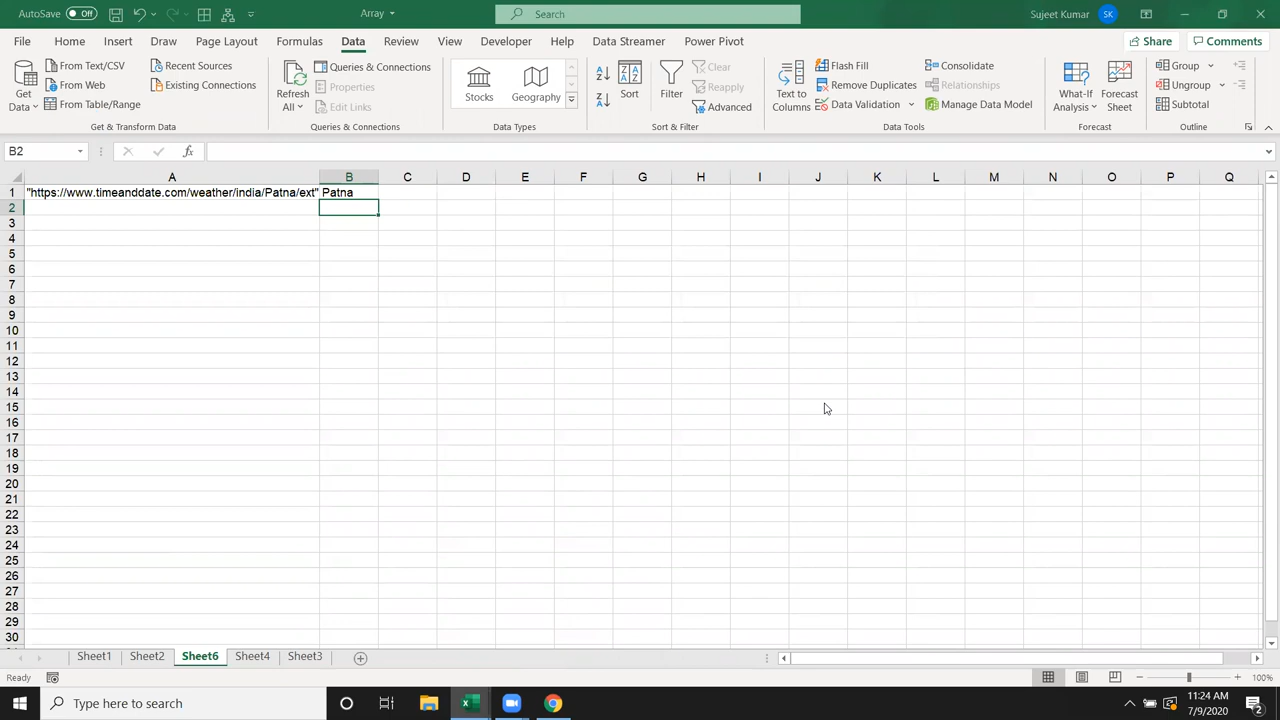 AutoSave Off Array Search Sujeet Kumar SK
File Home Insert Draw Page Layout Formulas Data Review View Developer Help Data Streamer Power Pivot Share Comments
Get Data From Text/CSV From Web From Table/Range Recent Sources Existing Connections
Get & Transform Data
Refresh All Queries & Connections Properties Edit Links
Queries & Connections
Stocks Geography
Data Types
Sort Filter Clear Reapply Advanced
Sort & Filter
Text to Columns Flash Fill Remove Duplicates Data Validation Consolidate Relationships Manage Data Model
Data Tools
What-If Analysis Forecast Sheet
Forecast
Group Ungroup Subtotal
Outline
B2 fx
A B C D E F G H I J K L M N O P Q
1 "https://www.timeanddate.com/weather/india/Patna/ext" Patna
2
3
4
5
6
7
8
9
10
11
12
13
14
15
16
17
18
19
20
21
22
23
24
25
26
27
28
29
30
Sheet1 Sheet2 Sheet6 Sheet4 Sheet3
Ready 100%
Type here to search 11:24 AM
7/9/2020 2